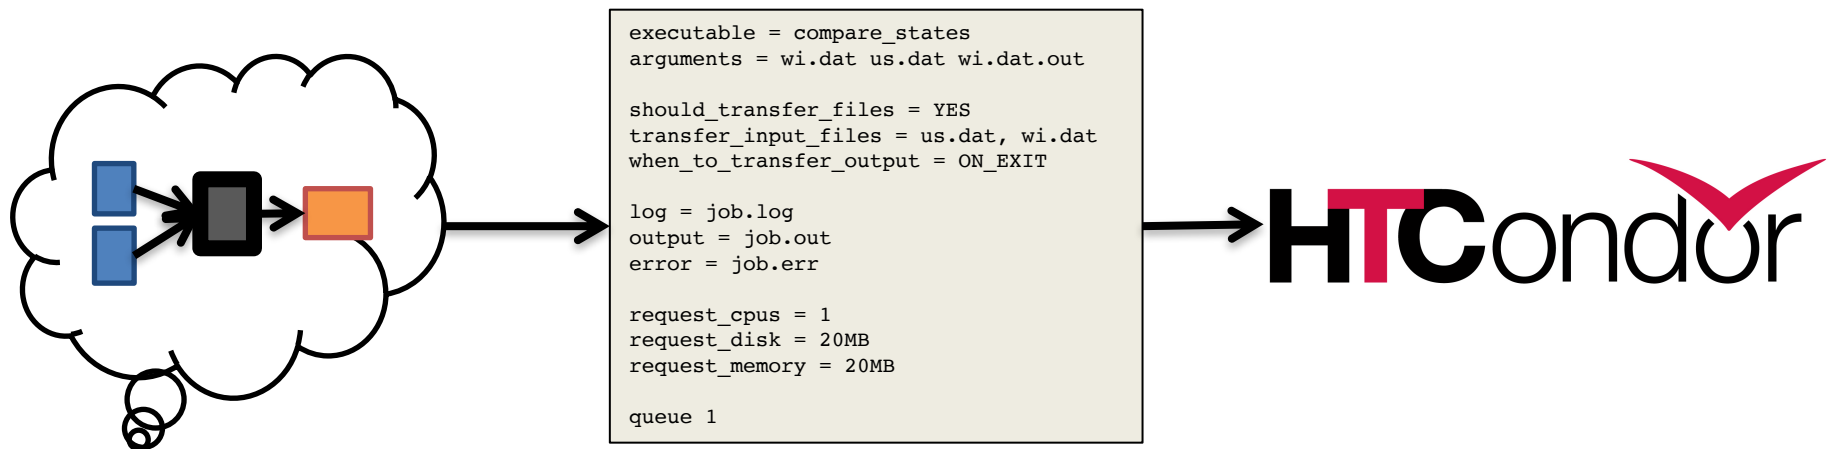 executable = compare_states
arguments = wi.dat us.dat wi.dat.out
should_transfer_files = YES
transfer_input_files = us.dat, wi.dat
when_to_transfer_output = ON_EXIT
log = job.log
output = job.out
error = job.err
request_cpus = 1
request_disk = 20MB
request_memory = 20MB
queue 1
HTCondor